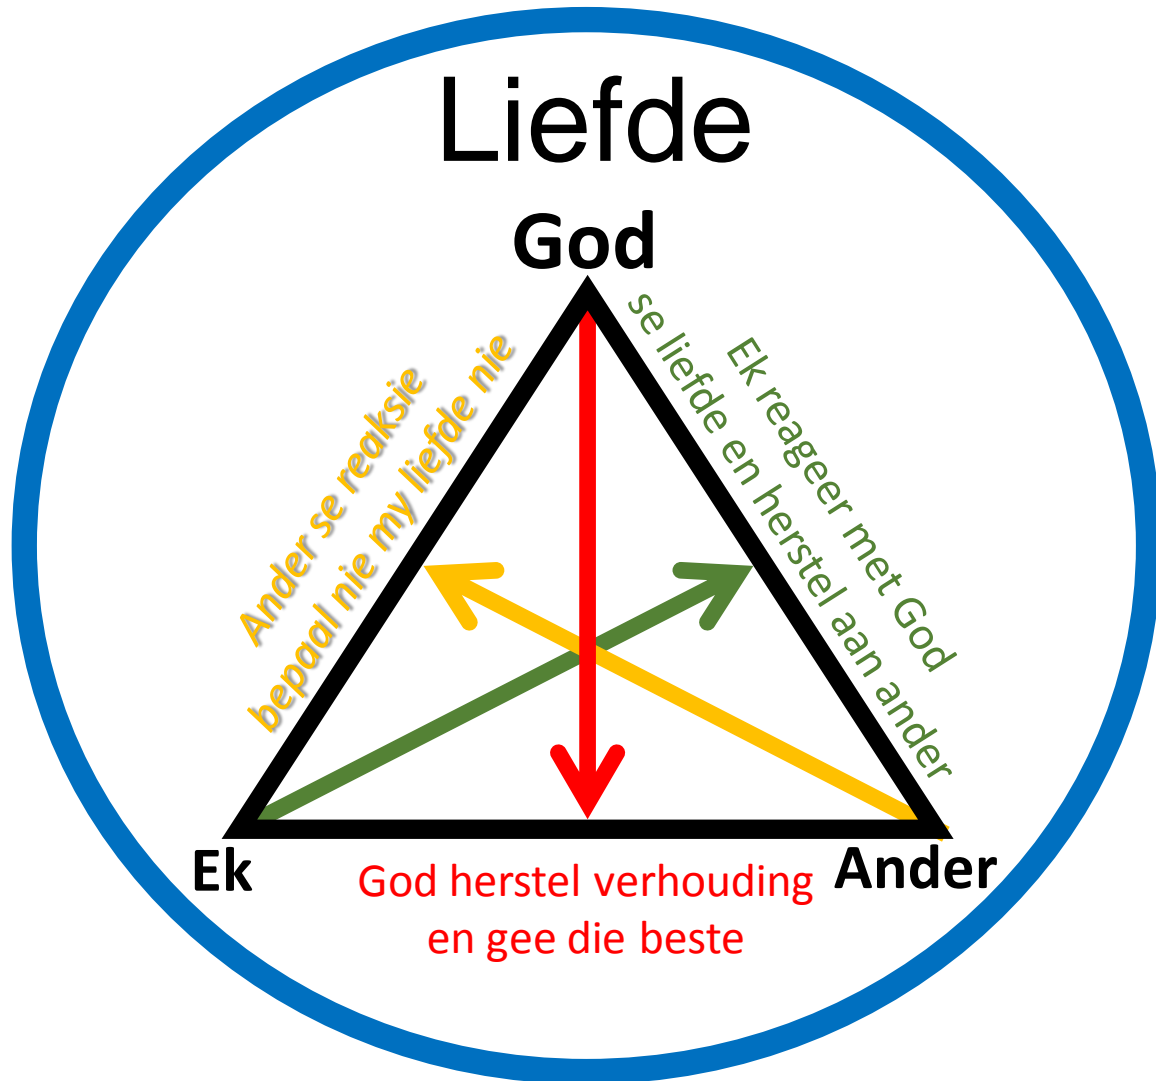 Liefde
God
Ander se reaksie
bepaal nie my liefde nie
Ek reageer met God
se liefde en herstel aan ander
Ek
Ander
God herstel verhouding
en gee die beste